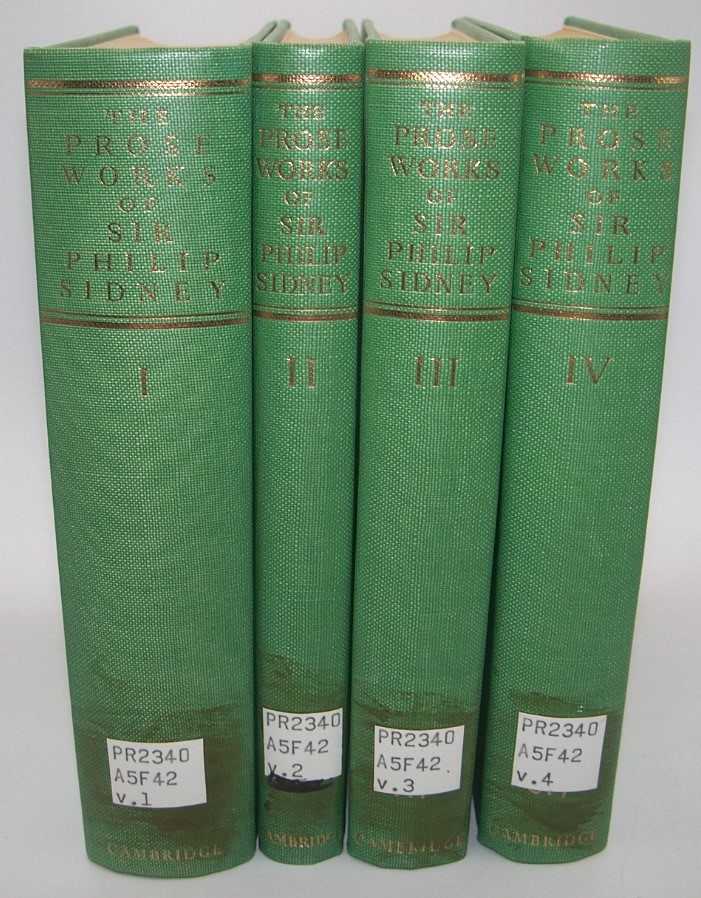 THE
PROSE
WORKS
OF
SIR
PHILIP
SIDNEY
I
PR2340
A5F42
v.1
CAMBRIDGE
THE
PROSE
WORKS
OF
SIR
PHILIP
SIDNEY
II
PR2340
A5F42
v.2
CAMBRIDGE
THE
PROSE
WORKS
OF
SIR
PHILIP
SIDNEY
III
PR2340
A5F42
v.3
CAMBRIDGE
THE
PROSE
WORKS
OF
SIR
PHILIP
SIDNEY
IV
PR2340
A5F42
v.4
CAMBRIDGE